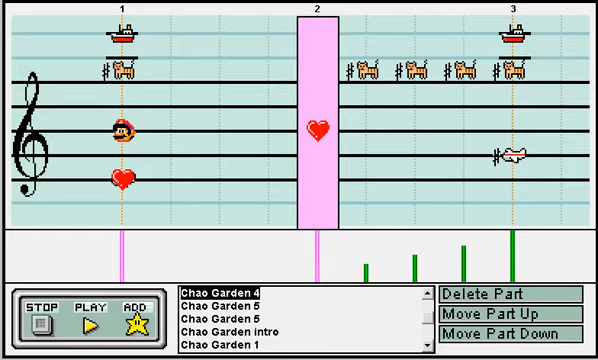 1 2 3
STOP PLAY ADD
Chao Garden 4
Chao Garden 5
Chao Garden 5
Chao Garden intro
Chao Garden 1
Delete Part
Move Part Up
Move Part Down